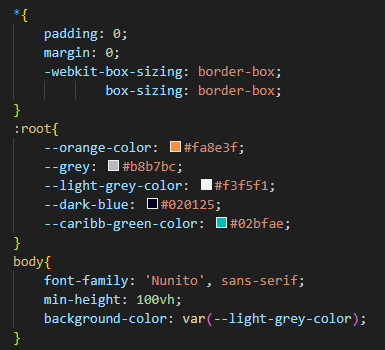 *{
    padding: 0;
    margin: 0;
    -webkit-box-sizing: border-box;
            box-sizing: border-box;
}
:root{
    --orange-color: #fa8e3f;
    --grey: #b8b7bc;
    --light-grey-color: #f3f5f1;
    --dark-blue: #020125;
    --caribb-green-color: #02bfae;
}
body{
    font-family: 'Nunito', sans-serif;
    min-height: 100vh;
    background-color: var(--light-grey-color);
}